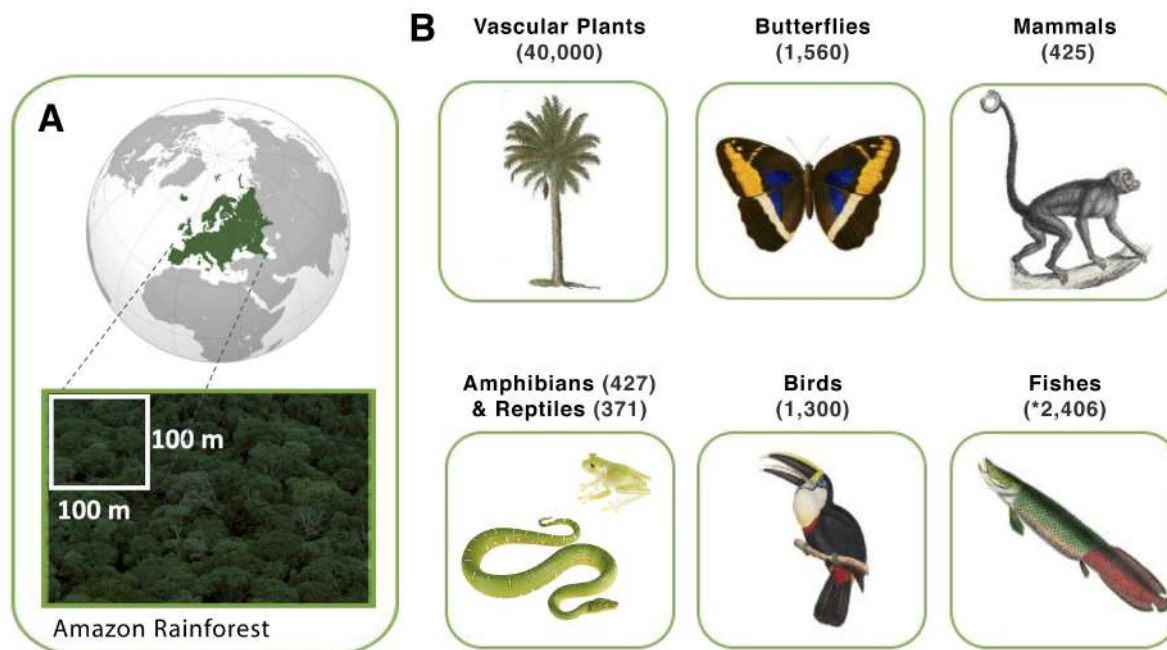 A
100 m
100 m
Amazon Rainforest
B
Vascular Plants
(40,000)
Butterflies
(1,560)
Mammals
(425)
Amphibians (427)
& Reptiles (371)
Birds
(1,300)
Fishes
(*2,406)